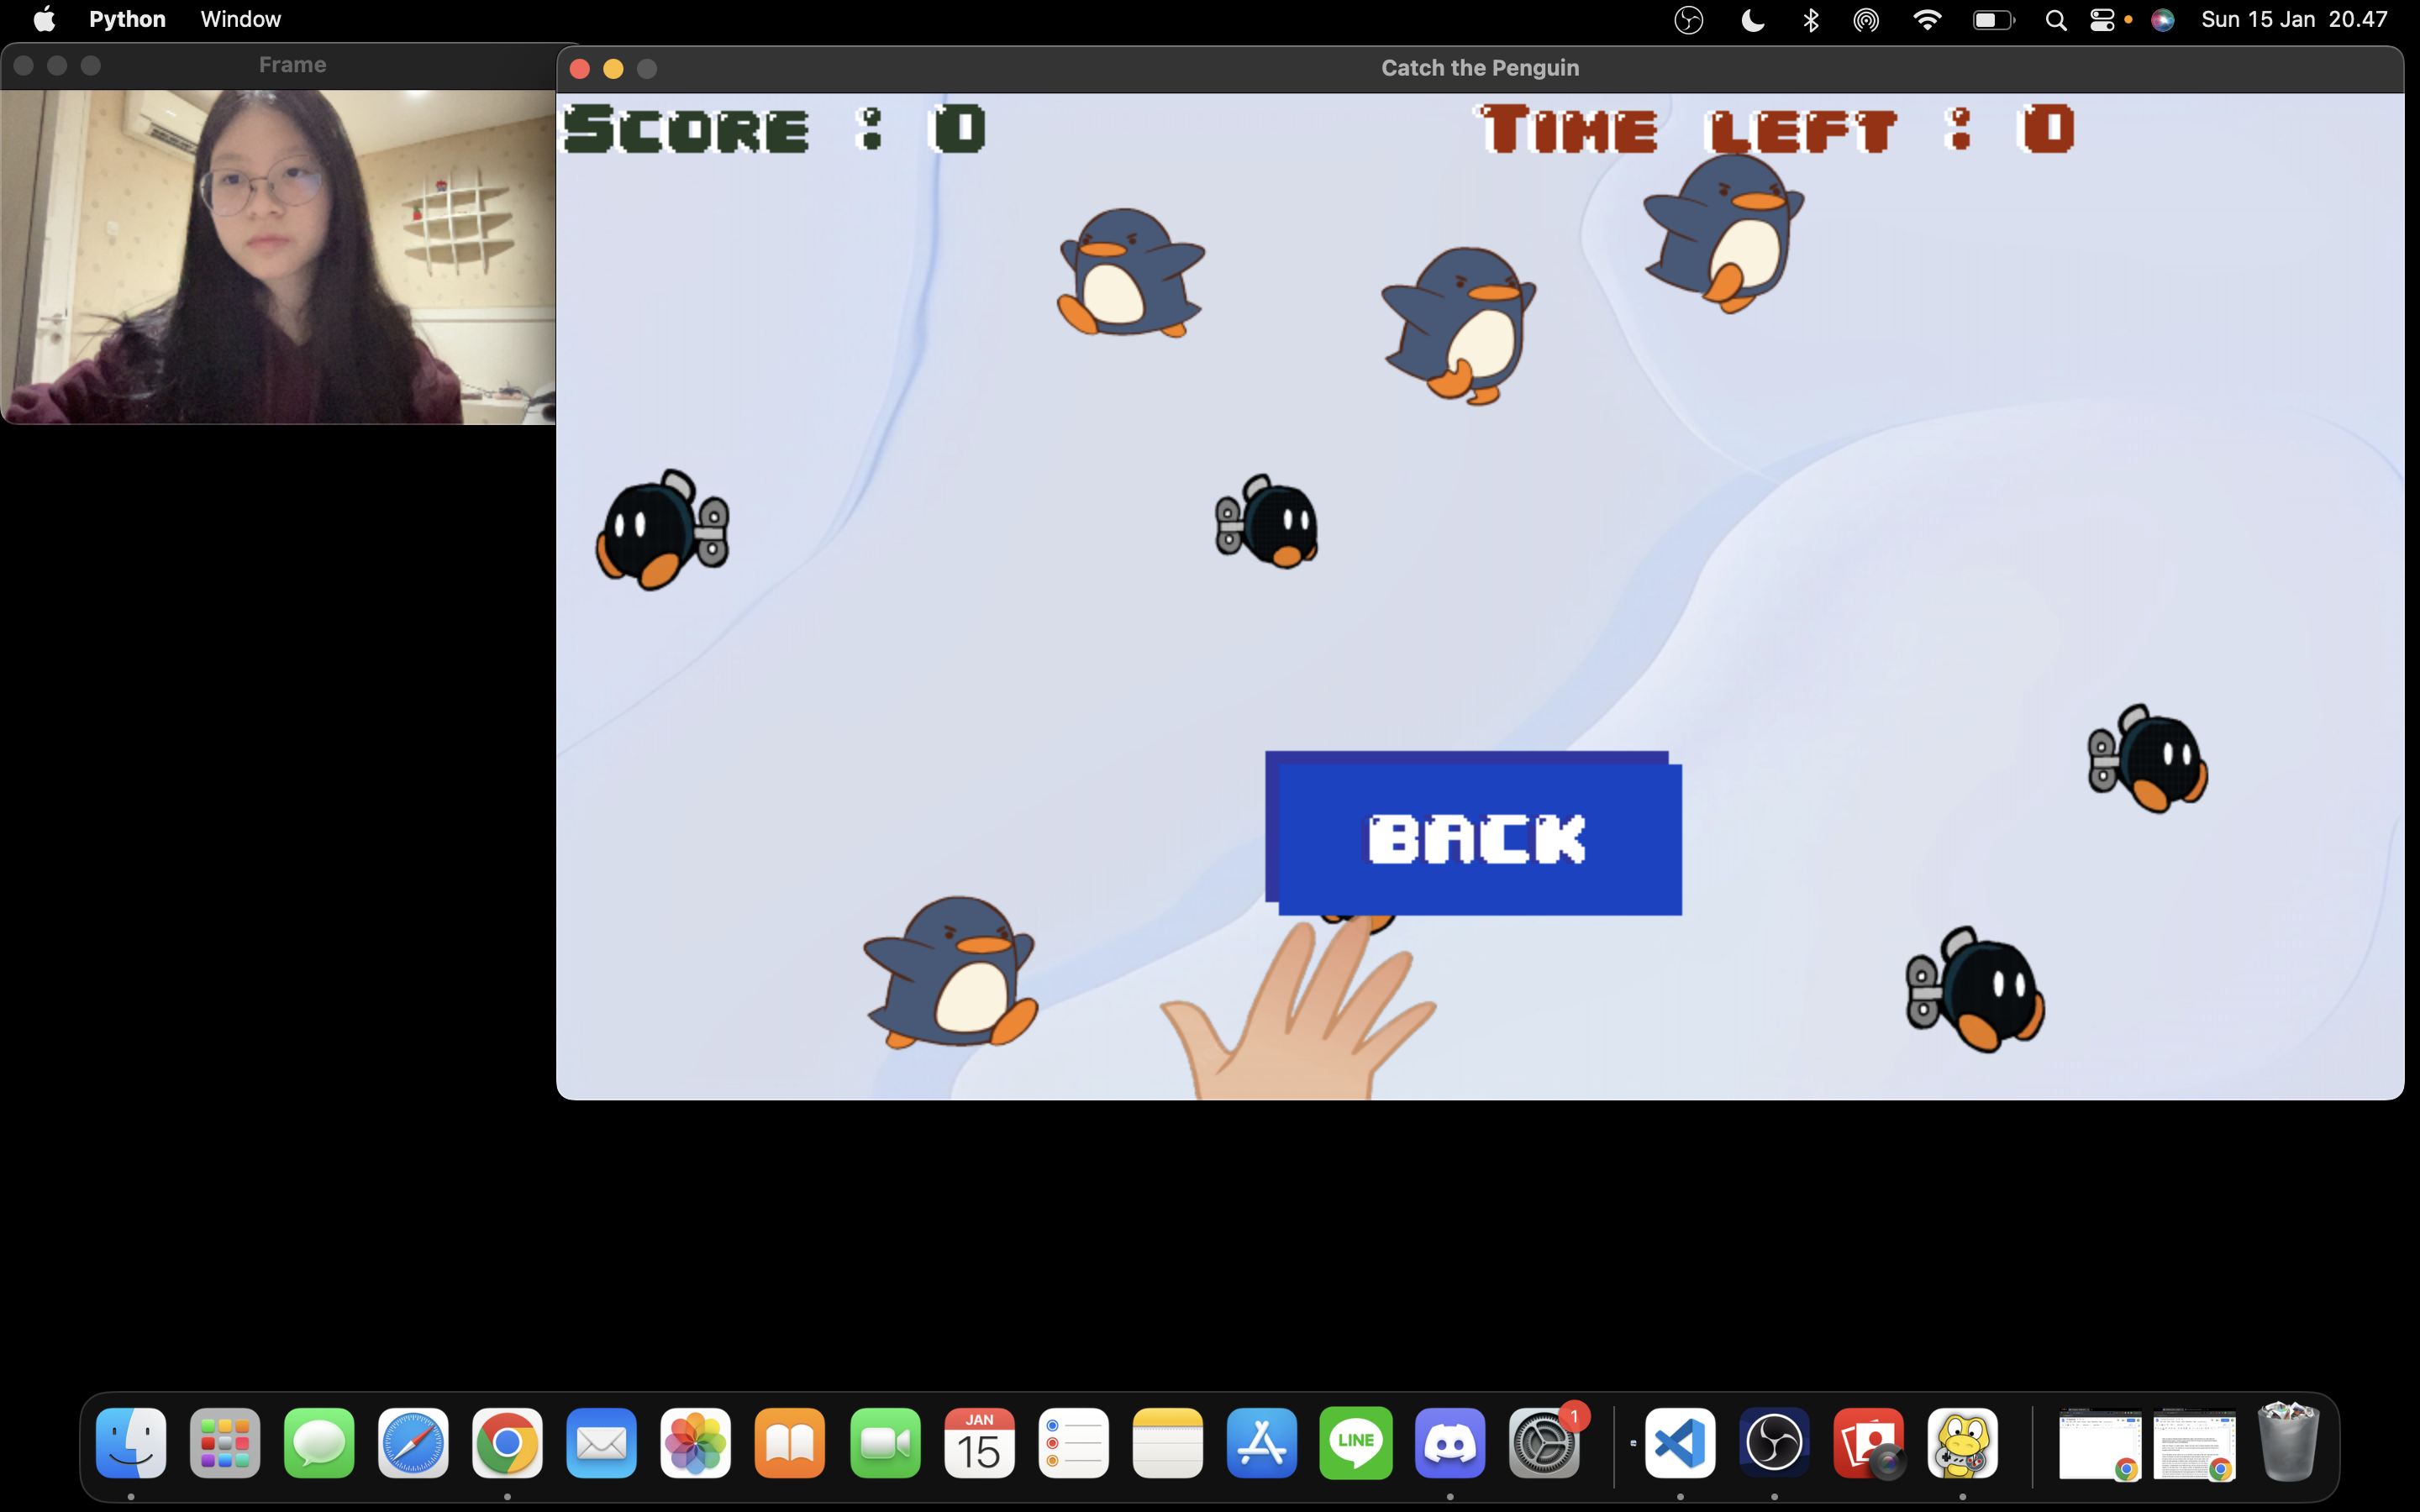 Python Window
Sun 15 Jan 20.47
Frame
Catch the Penguin
Score : 0
Time left : 0
BACK
JAN
15
LINE
1